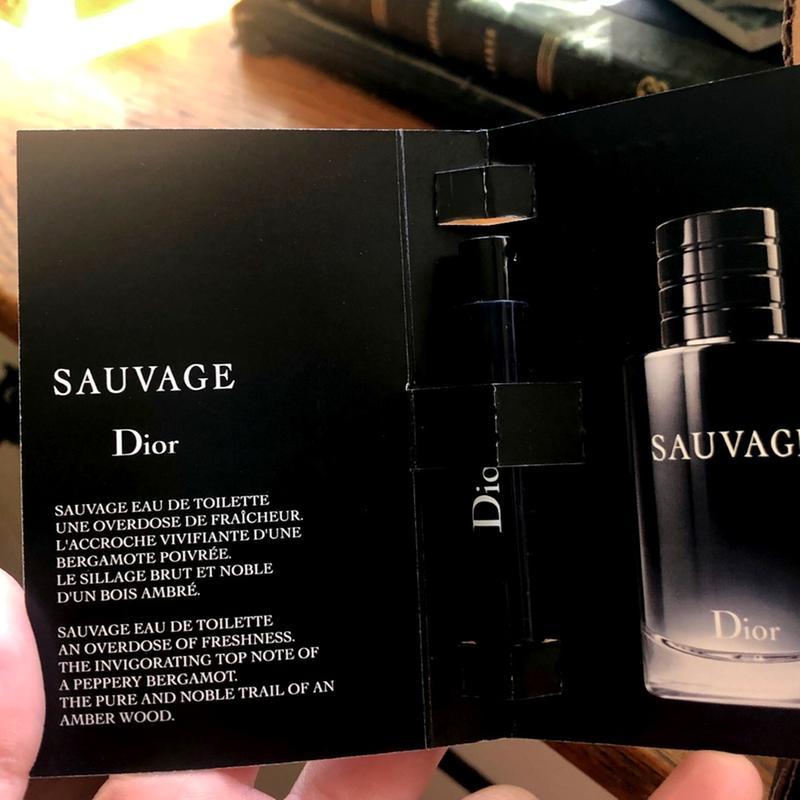 SAUVAGE
Dior
SAUVAGE EAU DE TOILETTE
UNE OVERDOSE DE FRAÎCHEUR.
L'ACCROCHE VIVIFIANTE D'UNE
BERGAMOTE POIVRÉE.
LE SILLAGE BRUT ET NOBLE
D'UN BOIS AMBRÉ.
SAUVAGE EAU DE TOILETTE
AN OVERDOSE OF FRESHNESS.
THE INVIGORATING TOP NOTE OF
A PEPPERY BERGAMOT.
THE PURE AND NOBLE TRAIL OF AN
AMBER WOOD.
Dio
SAUVAG
Dior